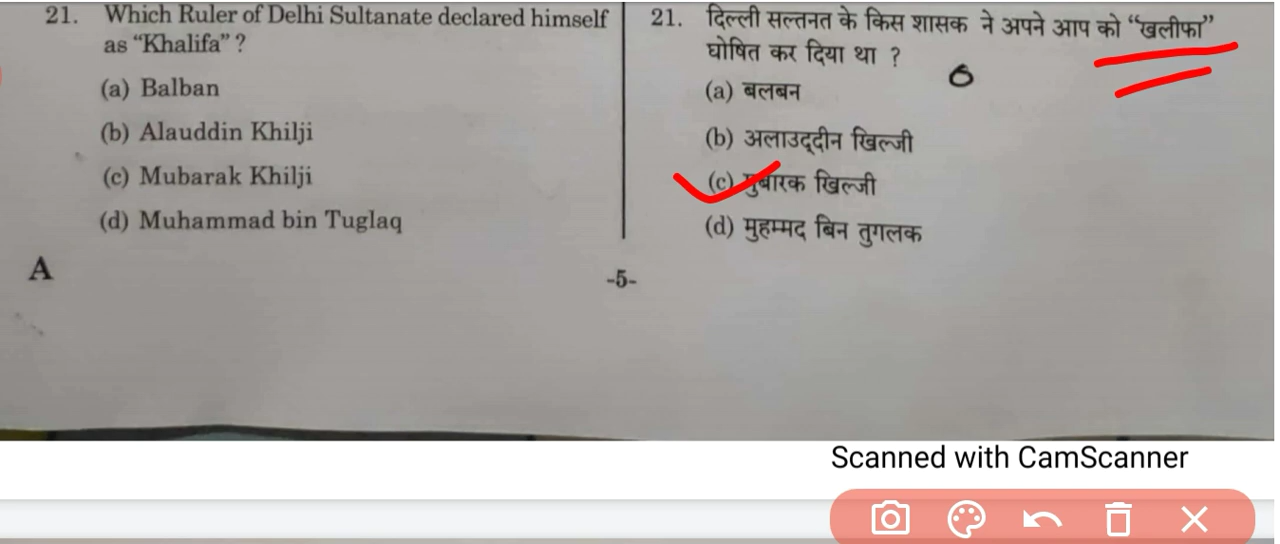 21. Which Ruler of Delhi Sultanate declared himself
as “Khalifa” ?
(a) Balban
(b) Alauddin Khilji
(c) Mubarak Khilji
(d) Muhammad bin Tuglaq
21. दिल्ली सल्तनत के किस शासक ने अपने आप को “खलीफा”
घोषित कर दिया था ?
(a) बलबन
(b) अलाउद्दीन खिल्जी
(c) मुबारक खिल्जी
(d) मुहम्मद बिन तुगलक
A
-5-
Scanned with CamScanner